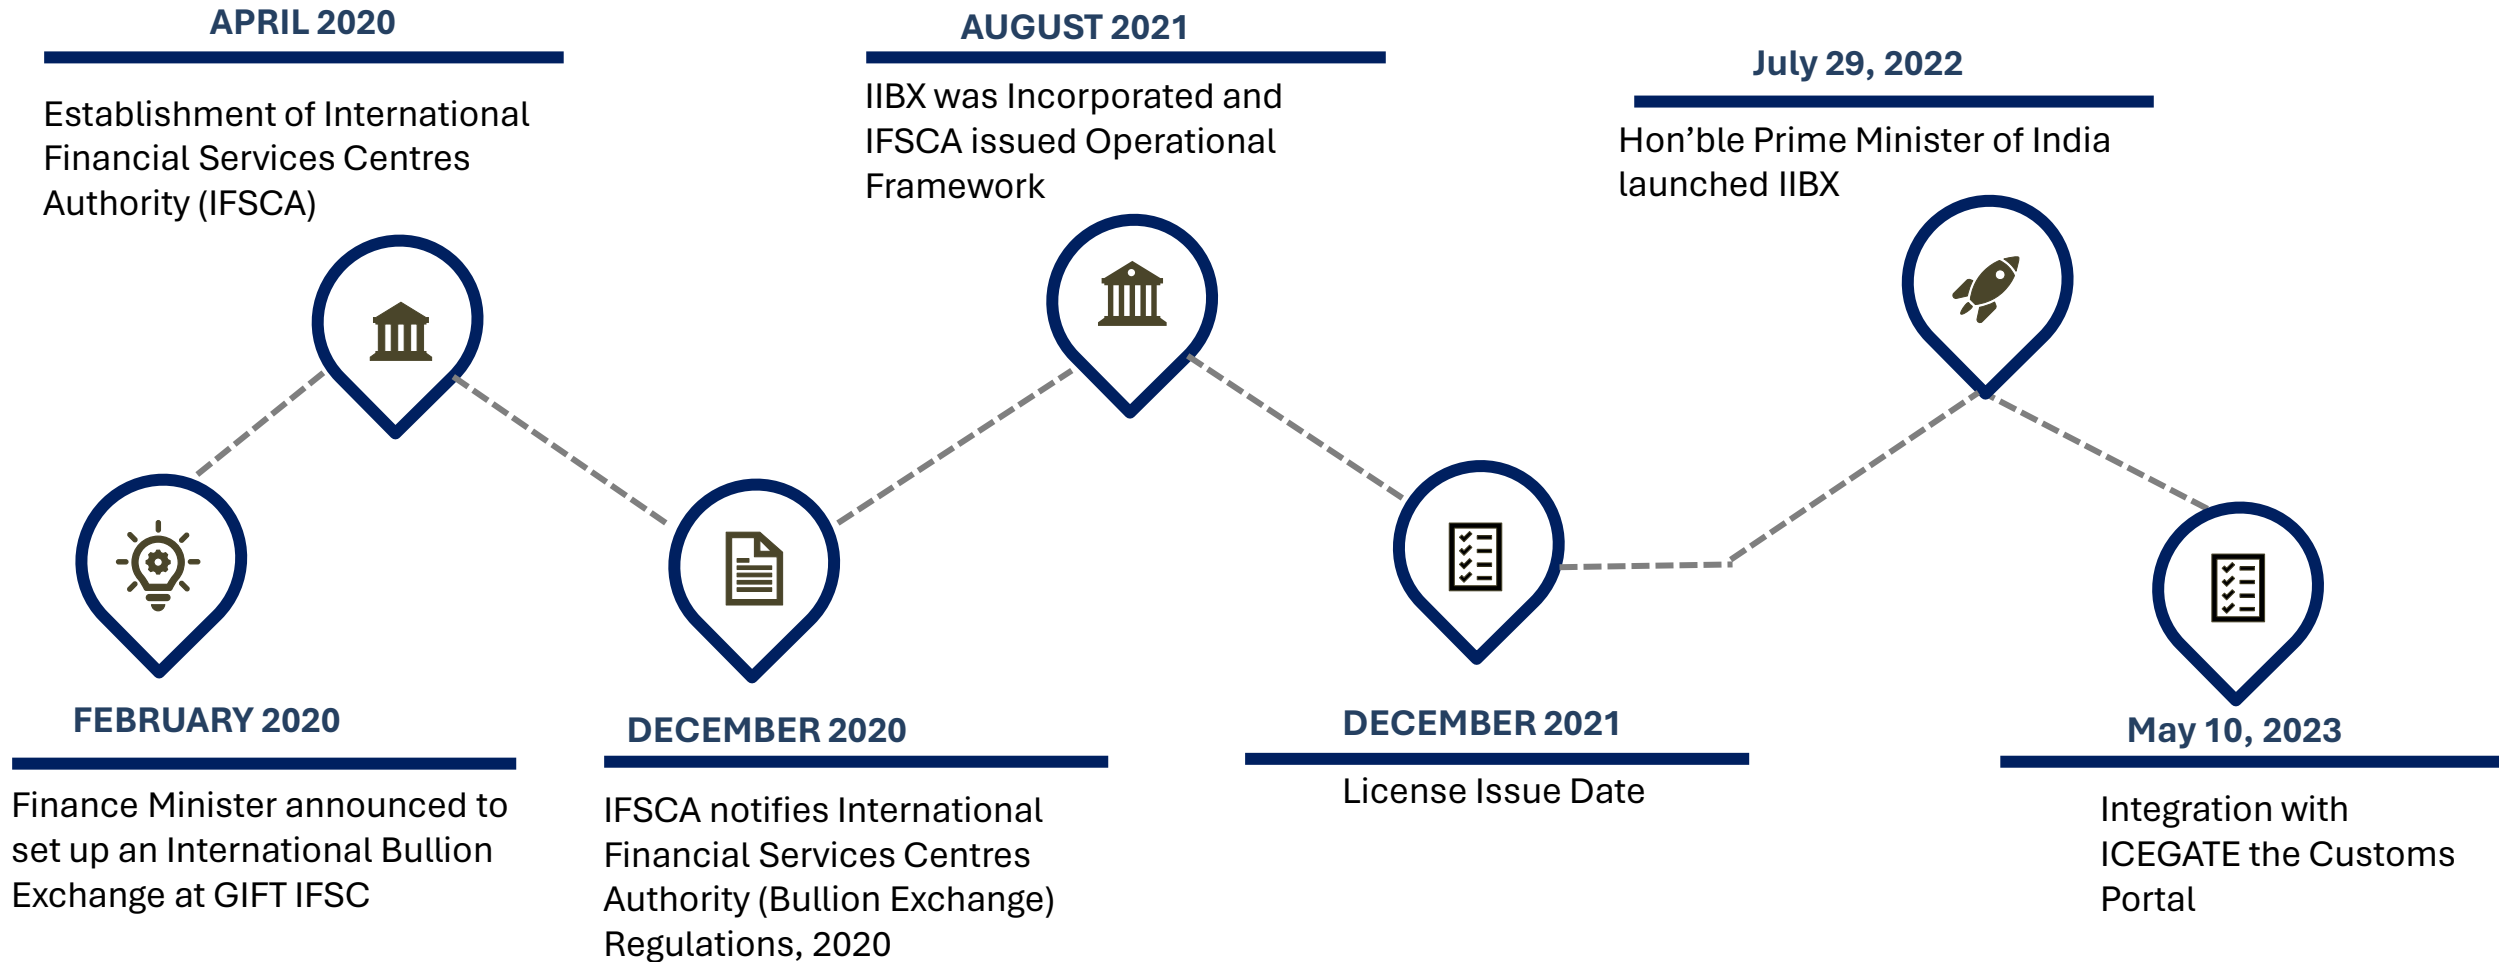 APRIL 2020
Establishment of International
Financial Services Centres
Authority (IFSCA)
AUGUST 2021
IIBX was Incorporated and
IFSCA issued Operational
Framework
July 29, 2022
Hon’ble Prime Minister of India
launched IIBX
FEBRUARY 2020
Finance Minister announced to
set up an International Bullion
Exchange at GIFT IFSC
DECEMBER 2020
IFSCA notifies International
Financial Services Centres
Authority (Bullion Exchange)
Regulations, 2020
DECEMBER 2021
License Issue Date
May 10, 2023
Integration with
ICEGATE the Customs
Portal